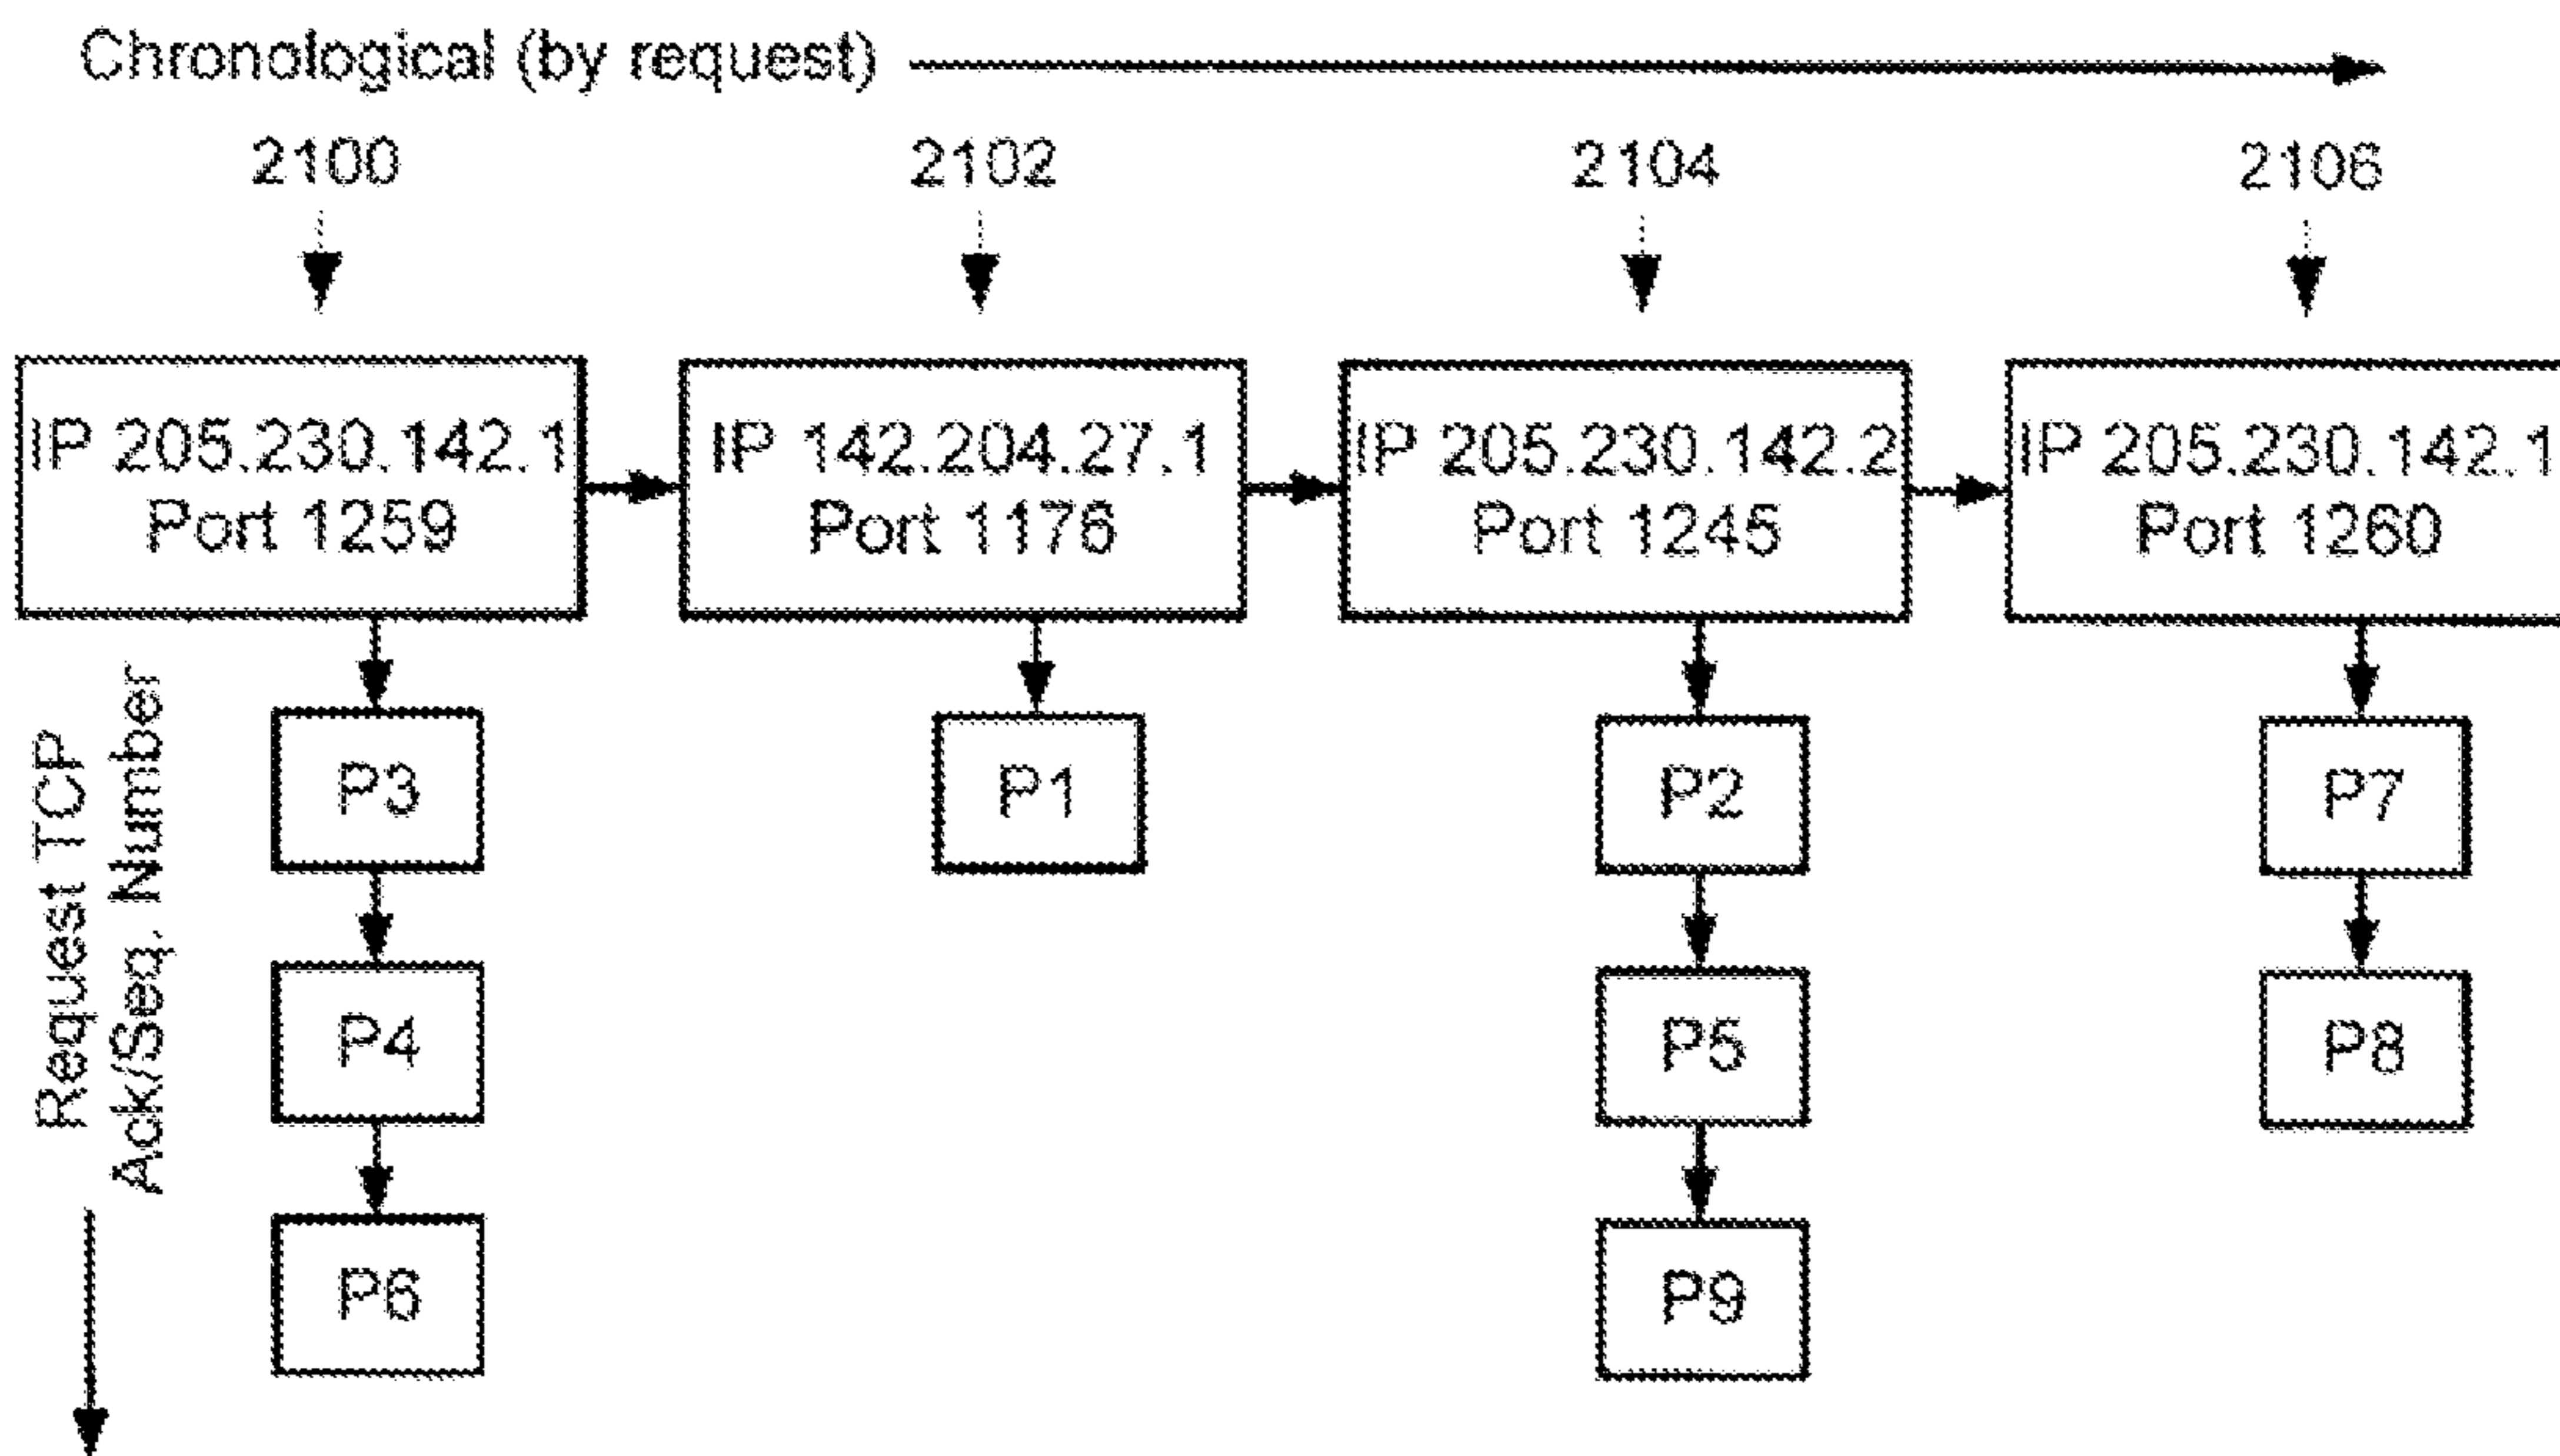 Chronological (by request)
2100
2102
2104
2106
IP 205.230.142.1
Port 1259
IP 142.204.27.1
Port 1176
IP 205.230.142.2
Port 1245
IP 205.230.142.1
Port 1260
Request TCP
Ack/Seq. Number
P3
P1
P2
P7
P4
P5
P8
P6
P9